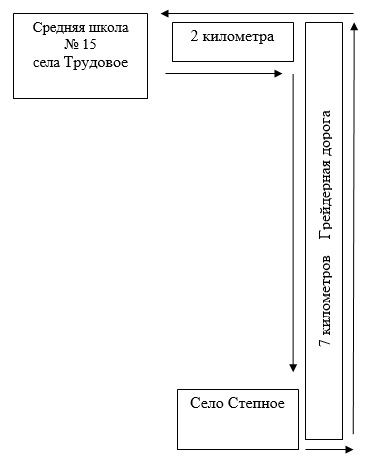 Средняя школа
№ 15
села Трудовое
2 километра
7 километров Грейдерная дорога
Село Степное